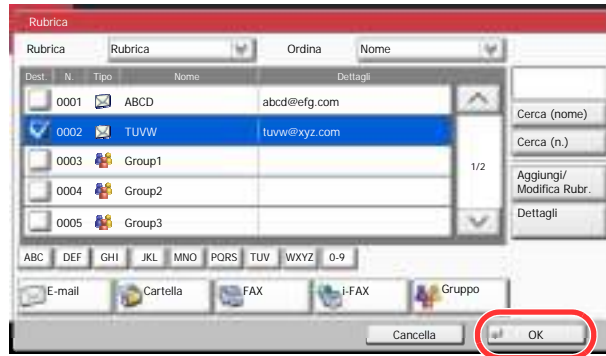 Rubrica
Rubrica Rubrica Ordina Nome
Dest. N. Tipo Nome Dettagli
0001 ABCD abcd@efg.com
0002 TUVW tuvw@xyz.com
0003 Group1
0004 Group2
0005 Group3
1/2
Cerca (nome)
Cerca (n.)
Aggiungi/
Modifica Rubr.
Dettagli
ABC DEF GHI JKL MNO PQRS TUV WXYZ 0-9
E-mail Cartella FAX i-FAX Gruppo
Cancella OK